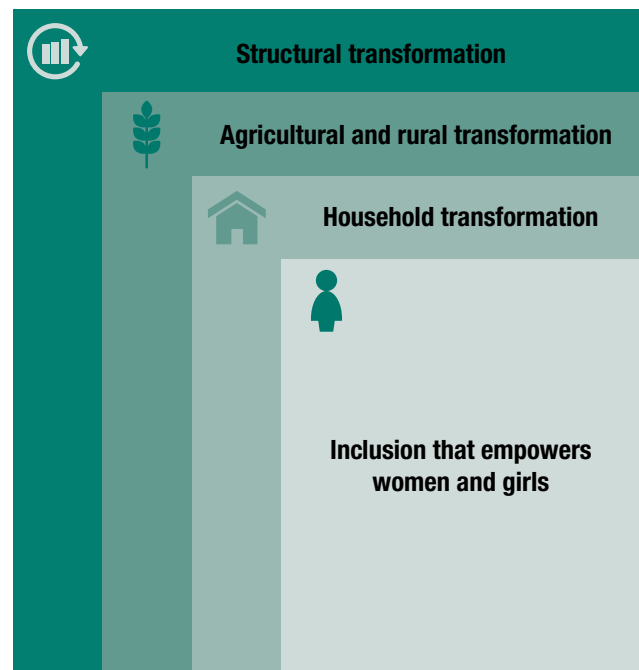 Structural transformation
Agricultural and rural transformation
Household transformation
Inclusion that empowers
women and girls